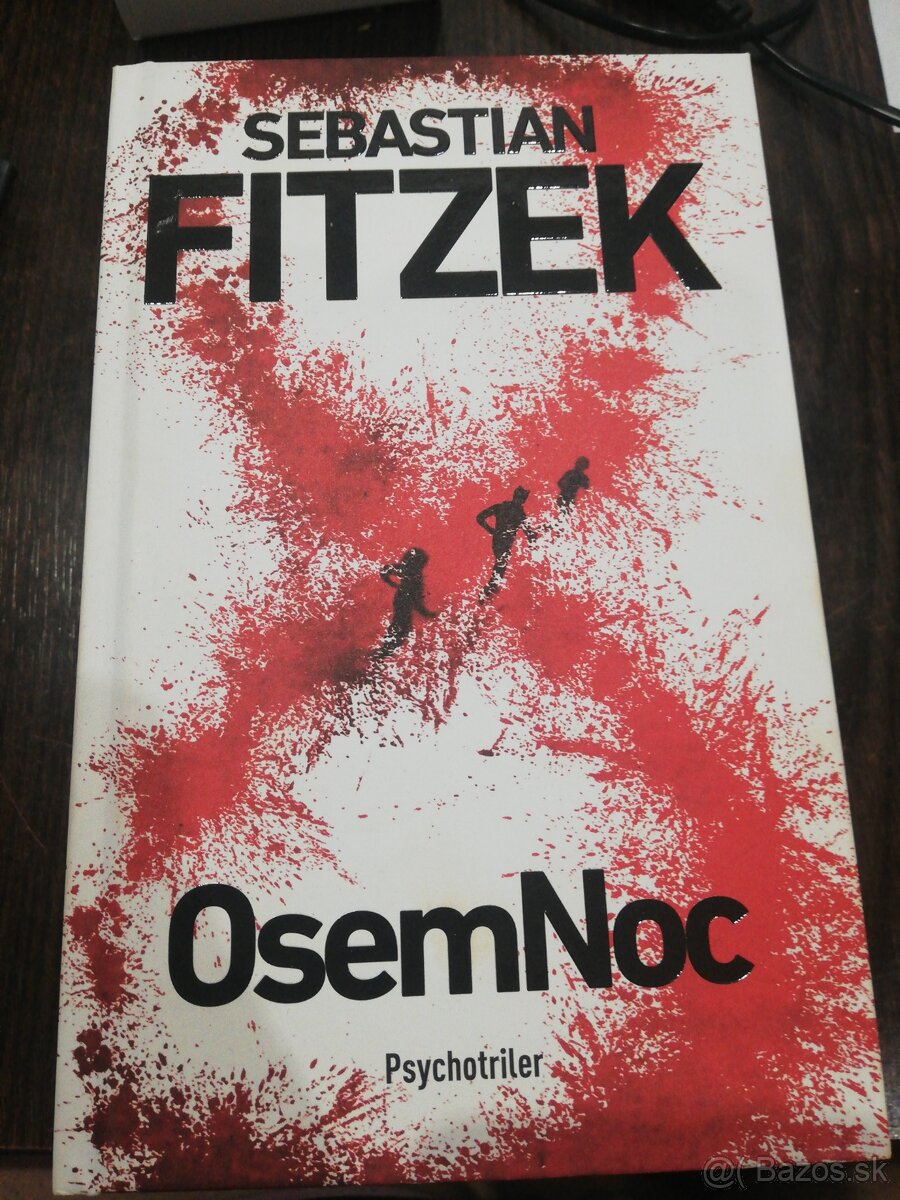 SEBASTIAN
FITZEK
OsemNoc
Psychotriler
@( Bazos.sk